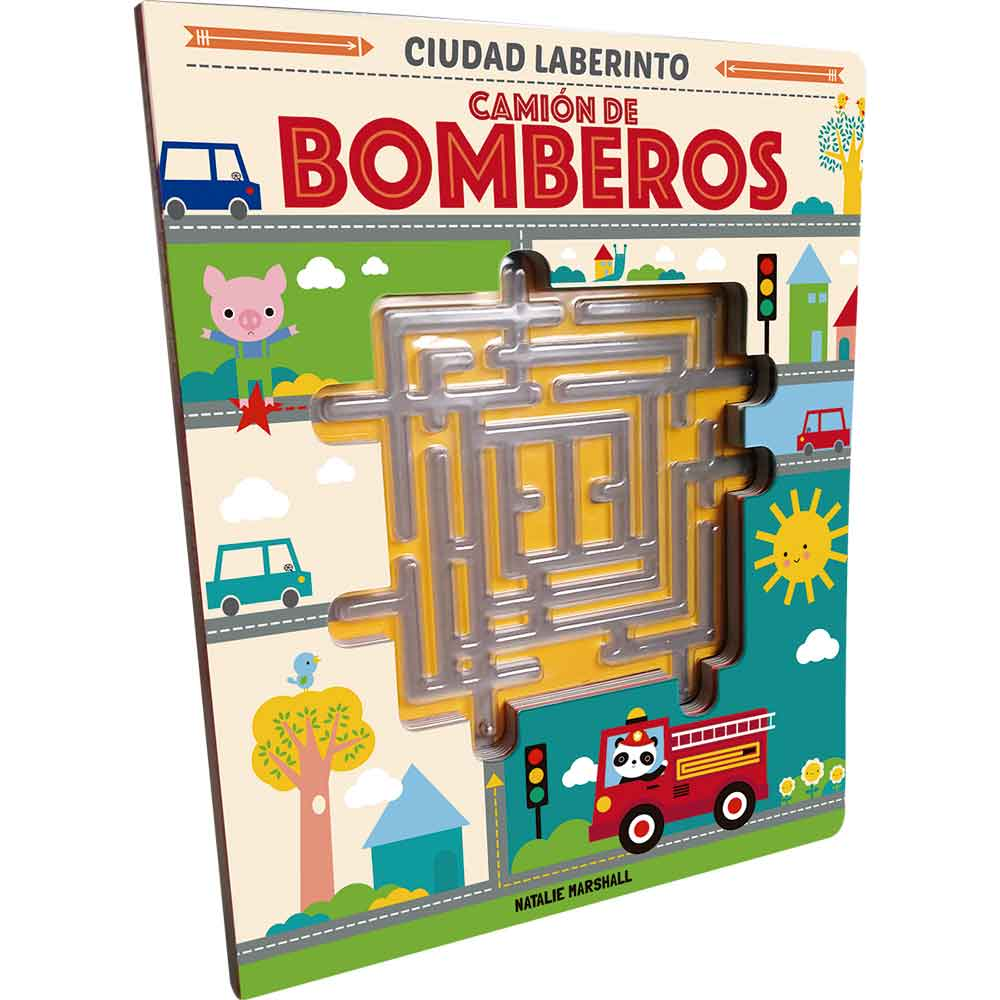 CIUDAD LABERINTO
CAMIÓN DE
BOMBEROS
NATALIE MARSHALL